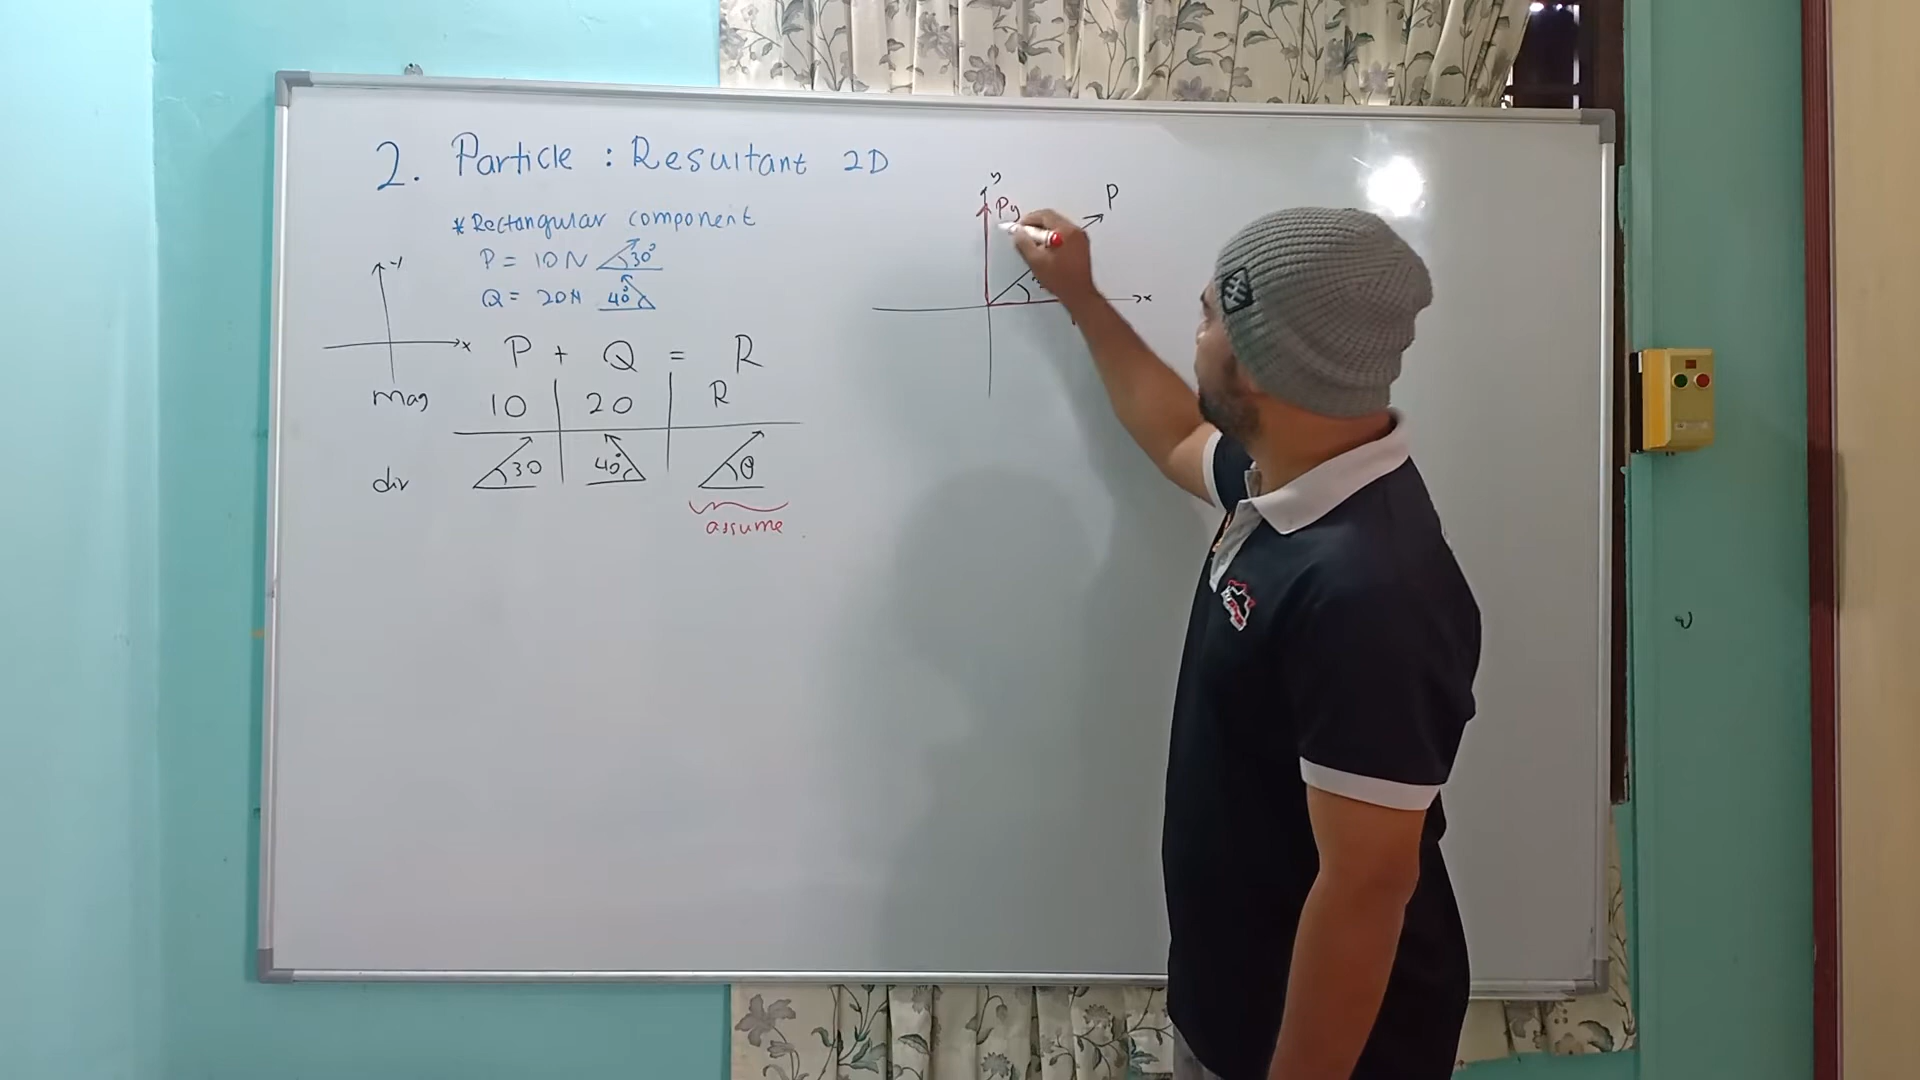 2. Particle : Resultant 2D
* Rectangular component
P = 10 N 30°
Q = 20 N 40°
y
x
P + Q = R
mag 10 20 R
dir 30 40° θ
assume
y
Py
P
x